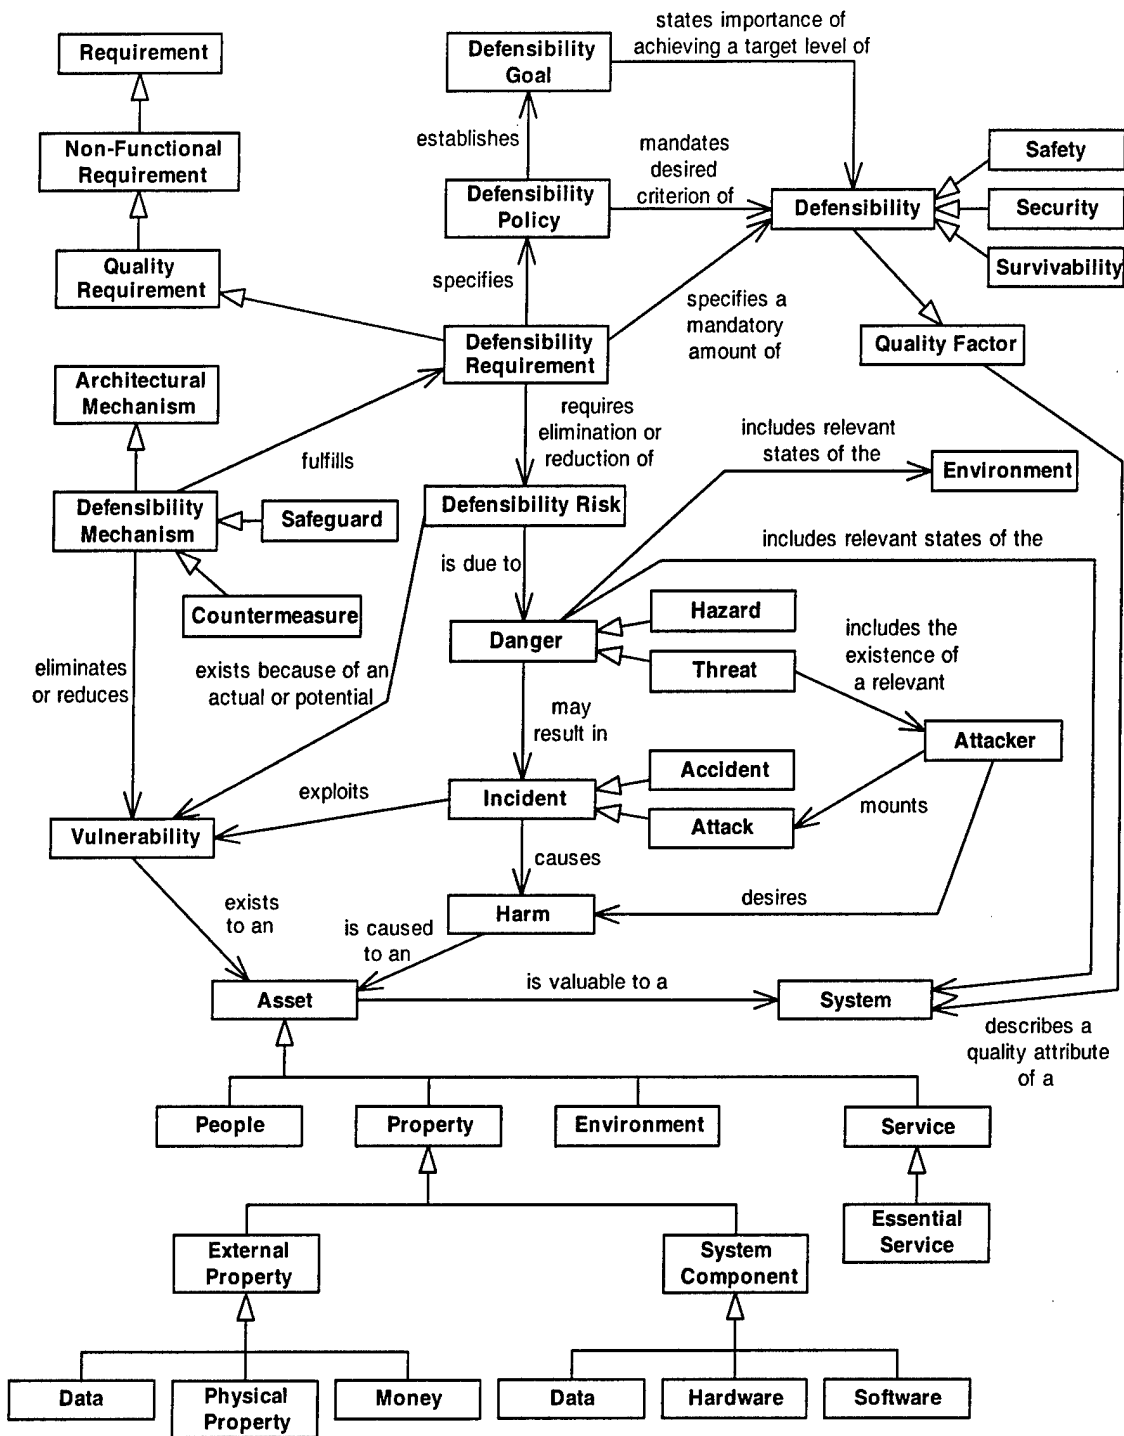 states importance of
achieving a target level of
Requirement
Defensibility
Goal
establishes
mandates
desired
criterion of
Non-Functional
Requirement
Safety
Defensibility
Policy
Defensibility
Security
Quality
Requirement
specifies
Survivability
specifies a
mandatory
amount of
Defensibility
Requirement
Quality Factor
Architectural
Mechanism
requires
elimination or
reduction of
includes relevant
states of the
fulfills
Environment
Defensibility
Mechanism
Safeguard
Defensibility Risk
includes relevant states of the
is due to
Countermeasure
Hazard
Danger
includes the
existence of
a relevant
eliminates
or reduces
exists because of an
actual or potential
Threat
may
result in
Attacker
Accident
exploits
Incident
Attack
mounts
Vulnerability
causes
exists
to an
Harm
desires
is caused
to an
Asset
is valuable to a
System
describes a
quality attribute
of a
People
Property
Environment
Service
External
Property
System
Component
Essential
Service
Data
Physical
Property
Money
Data
Hardware
Software